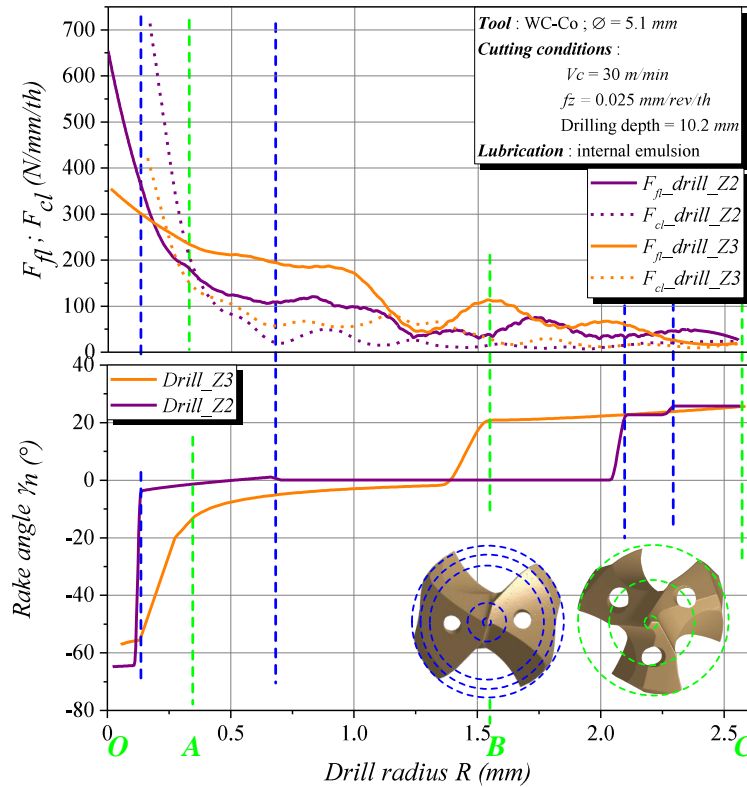 Tool : WC-Co ; ∅ = 5.1 mm
Cutting conditions :
Vc = 30 m/min
fz = 0.025 mm/rev/th
Drilling depth = 10.2 mm
Lubrication : internal emulsion
F_fl_drill_Z2
F_cl_drill_Z2
F_fl_drill_Z3
F_cl_drill_Z3
F_fl ; F_cl (N/mm/th)
700
600
500
400
300
200
100
0
Drill_Z3
Drill_Z2
Rake angle γn (°)
40
20
0
-20
-40
-60
-80
0.5
1.0
1.5
2.0
2.5
O
A
B
C
Drill radius R (mm)